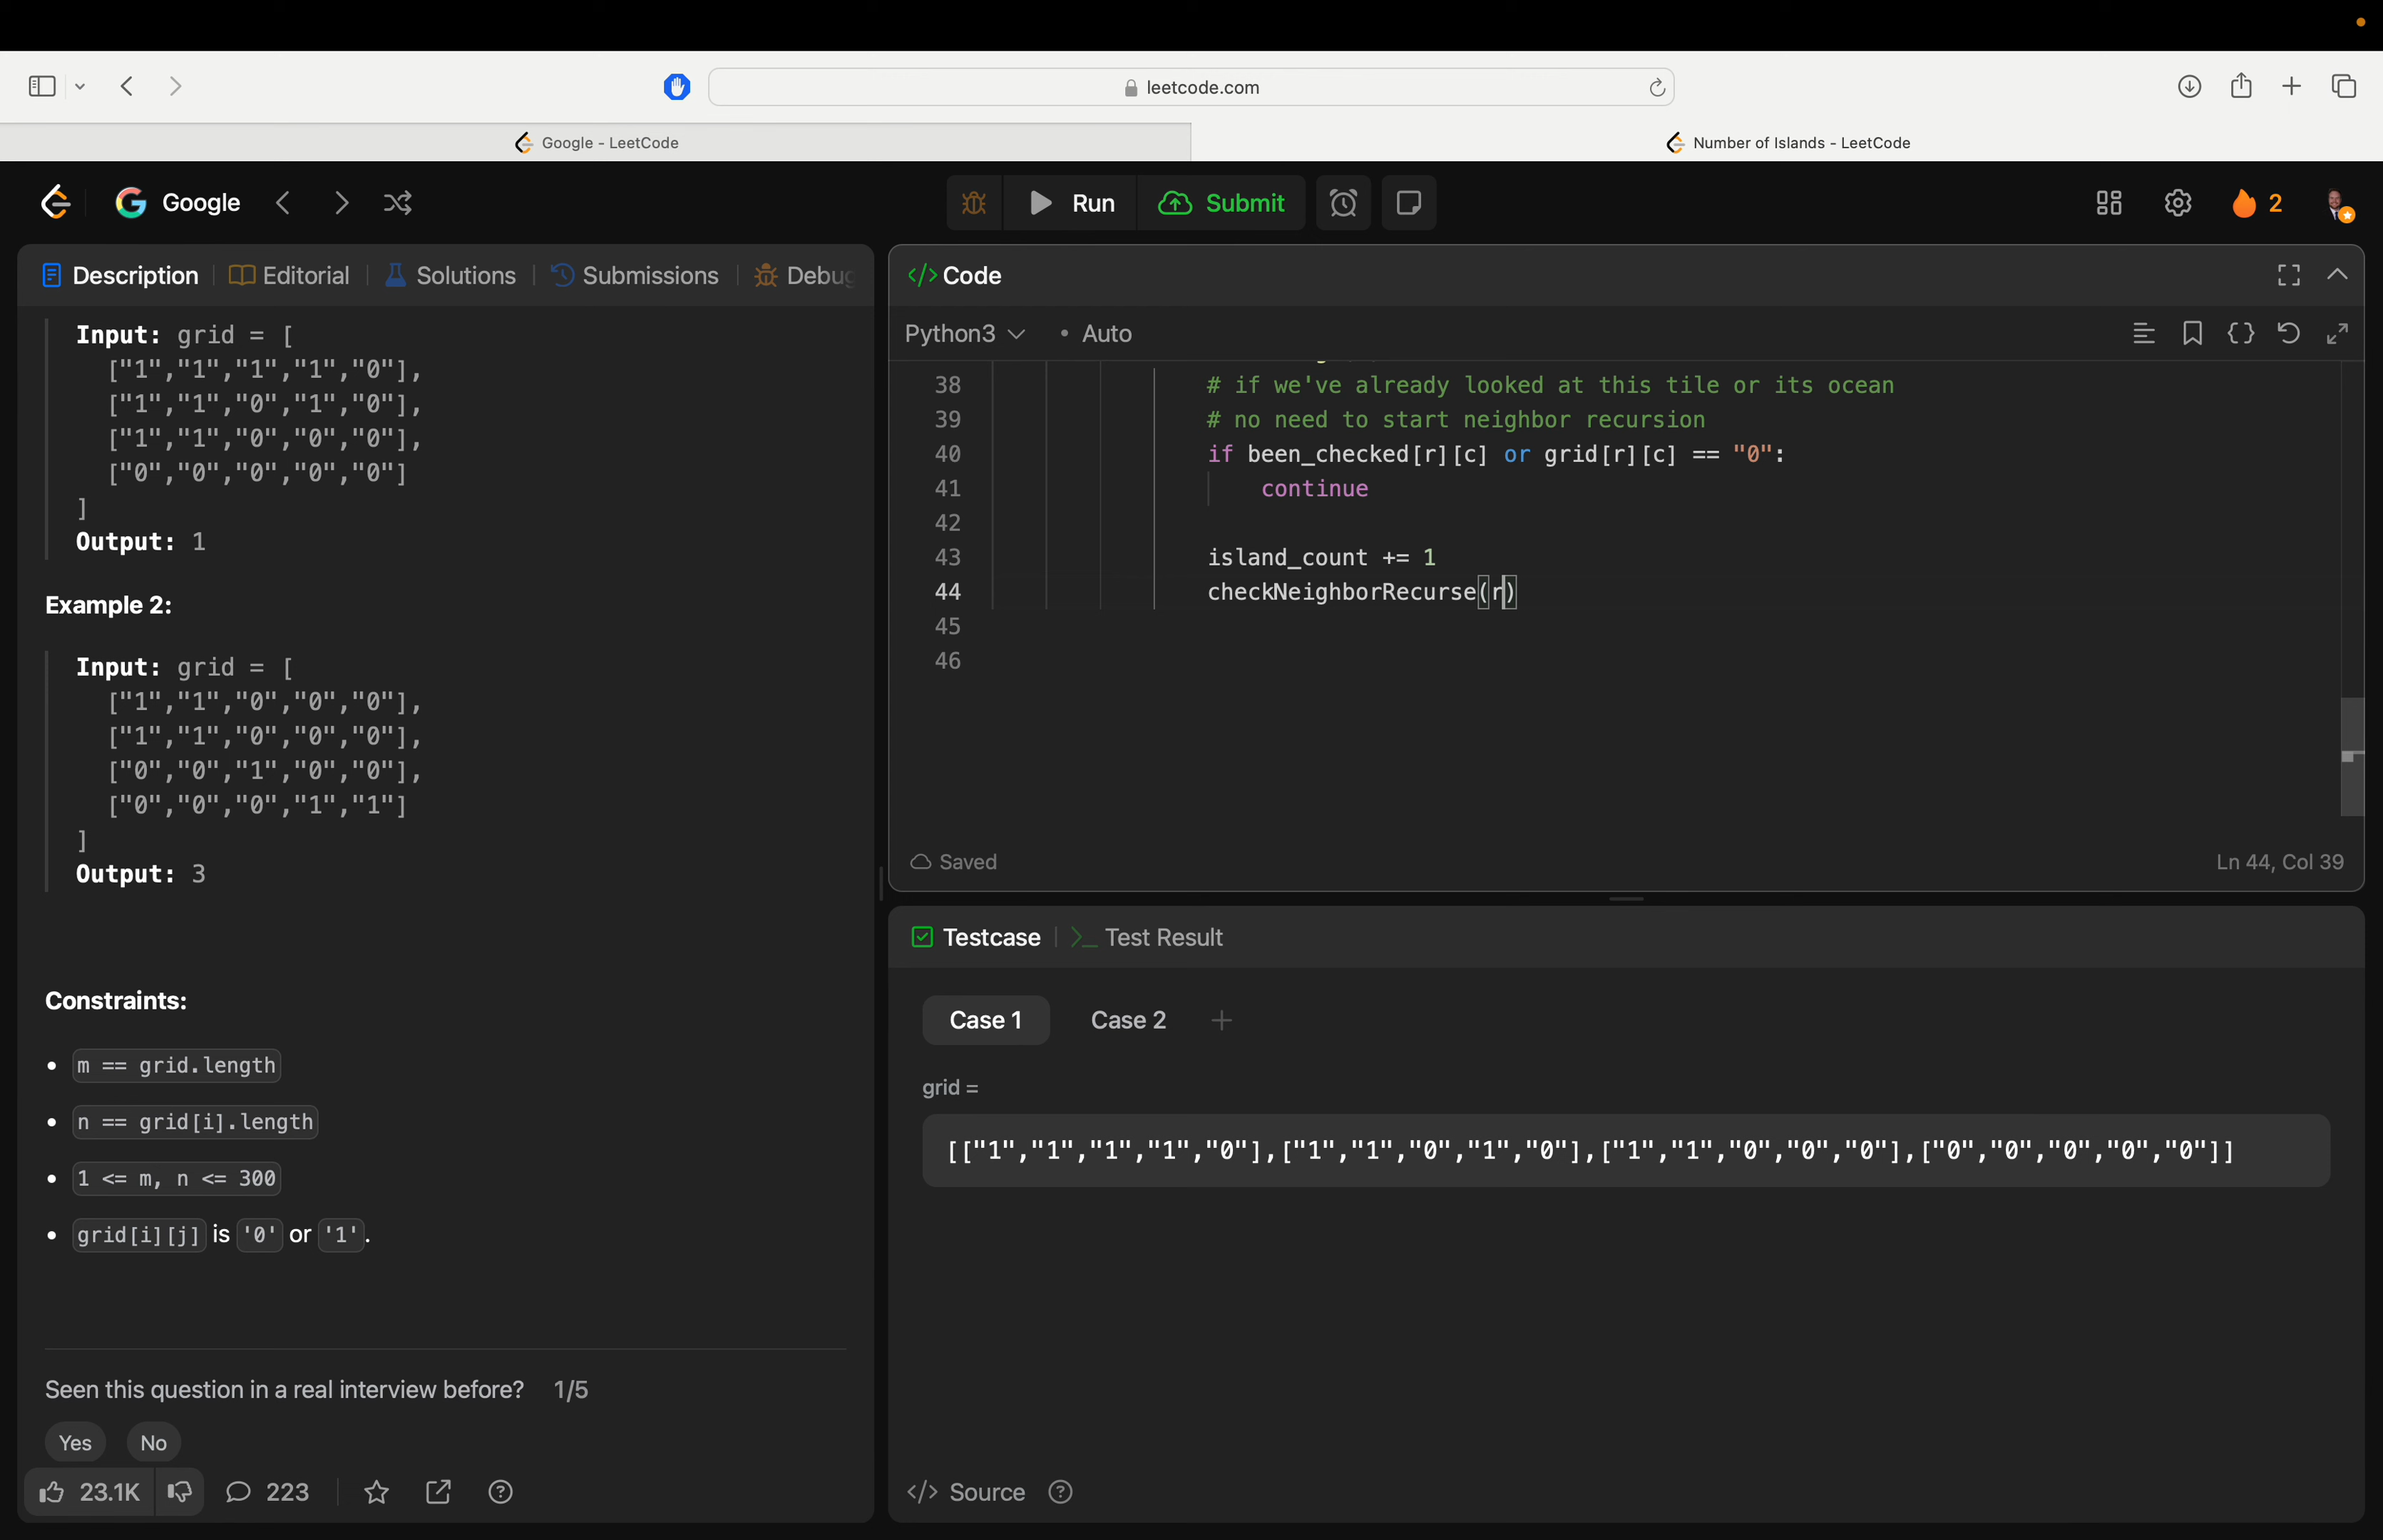 leetcode.com
Google - LeetCode
Number of Islands - LeetCode
Google
Run
Submit
2
Description
Editorial
Solutions
Submissions
Debug
Input: grid = [
["1","1","1","1","0"],
["1","1","0","1","0"],
["1","1","0","0","0"],
["0","0","0","0","0"]
]
Output: 1
Example 2:
Input: grid = [
["1","1","0","0","0"],
["1","1","0","0","0"],
["0","0","1","0","0"],
["0","0","0","1","1"]
]
Output: 3
Constraints:
• m == grid.length
• n == grid[i].length
• 1 <= m, n <= 300
• grid[i][j] is '0' or '1'.
Seen this question in a real interview before? 1/5
Yes
No
23.1K
223
</> Code
Python3
• Auto
38 # if we've already looked at this tile or its ocean
39 # no need to start neighbor recursion
40 if been_checked[r][c] or grid[r][c] == "0":
41 continue
42
43 island_count += 1
44 checkNeighborRecurse(r)
45
46
Saved
Ln 44, Col 39
Testcase
Test Result
Case 1
Case 2
grid =
[["1","1","1","1","0"],["1","1","0","1","0"],["1","1","0","0","0"],["0","0","0","0","0"]]
</> Source